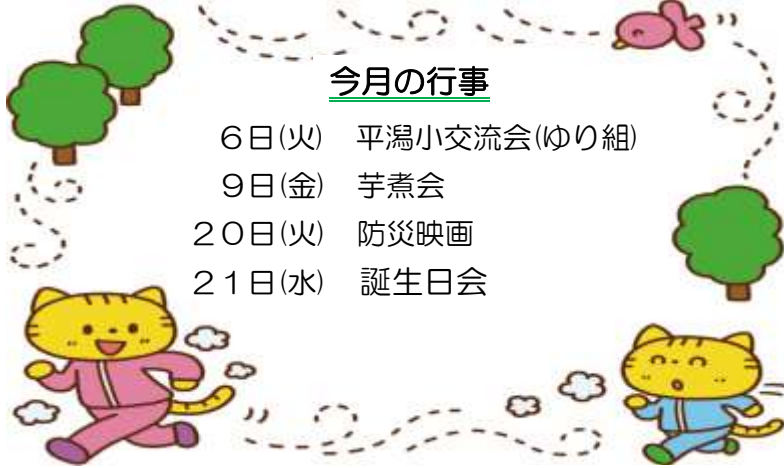 今月の行事
６日(火)　平潟小交流会(ゆり組)
９日(金)　芋煮会
２０日(火)　防災映画
２１日(水)　誕生日会